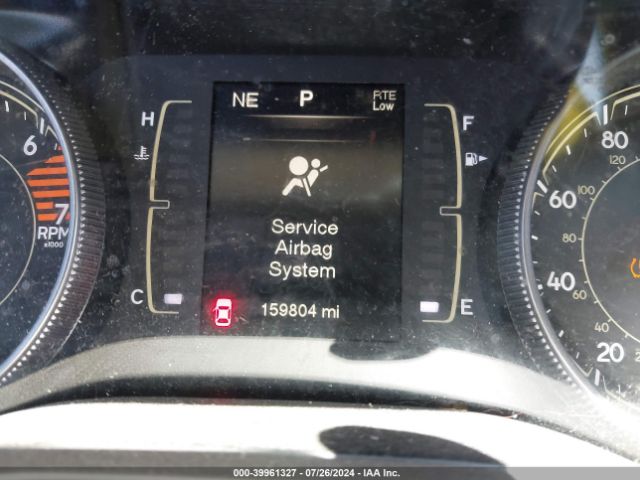 NE P RTE Low
H
F
Service
Airbag
System
C
159804 mi
E
6
7
RPM
x1000
80
120
60
100
80
40
60
40
20
20
000--39961327 - 07/26/2024 - IAA Inc.